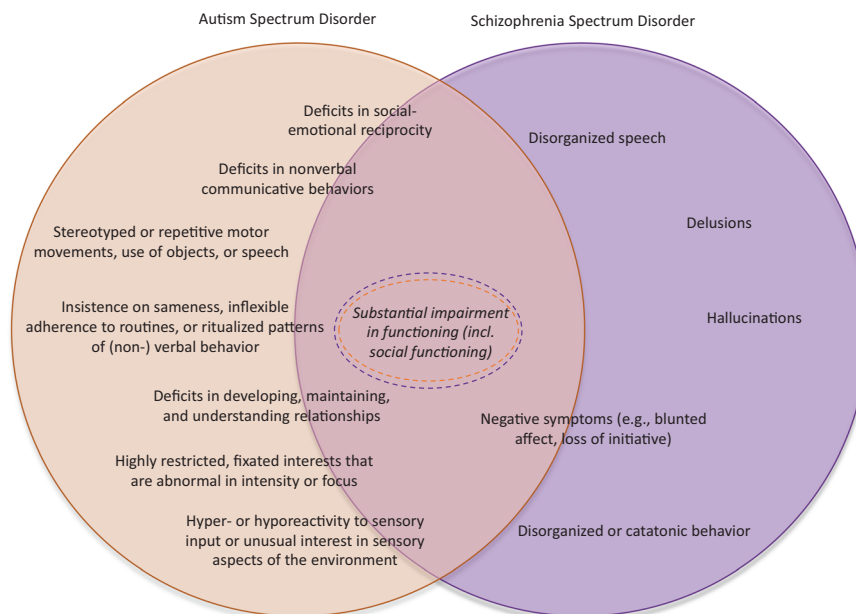 Autism Spectrum Disorder
Schizophrenia Spectrum Disorder
Deficits in social-
emotional reciprocity
Disorganized speech
Deficits in nonverbal
communicative behaviors
Delusions
Stereotyped or repetitive motor
movements, use of objects, or speech
Insistence on sameness, inflexible
adherence to routines, or ritualized patterns
of (non-) verbal behavior
Substantial impairment
in functioning (incl.
social functioning)
Hallucinations
Deficits in developing, maintaining,
and understanding relationships
Negative symptoms (e.g., blunted
affect, loss of initiative)
Highly restricted, fixated interests that
are abnormal in intensity or focus
Hyper- or hyporeactivity to sensory
input or unusual interest in sensory
aspects of the environment
Disorganized or catatonic behavior